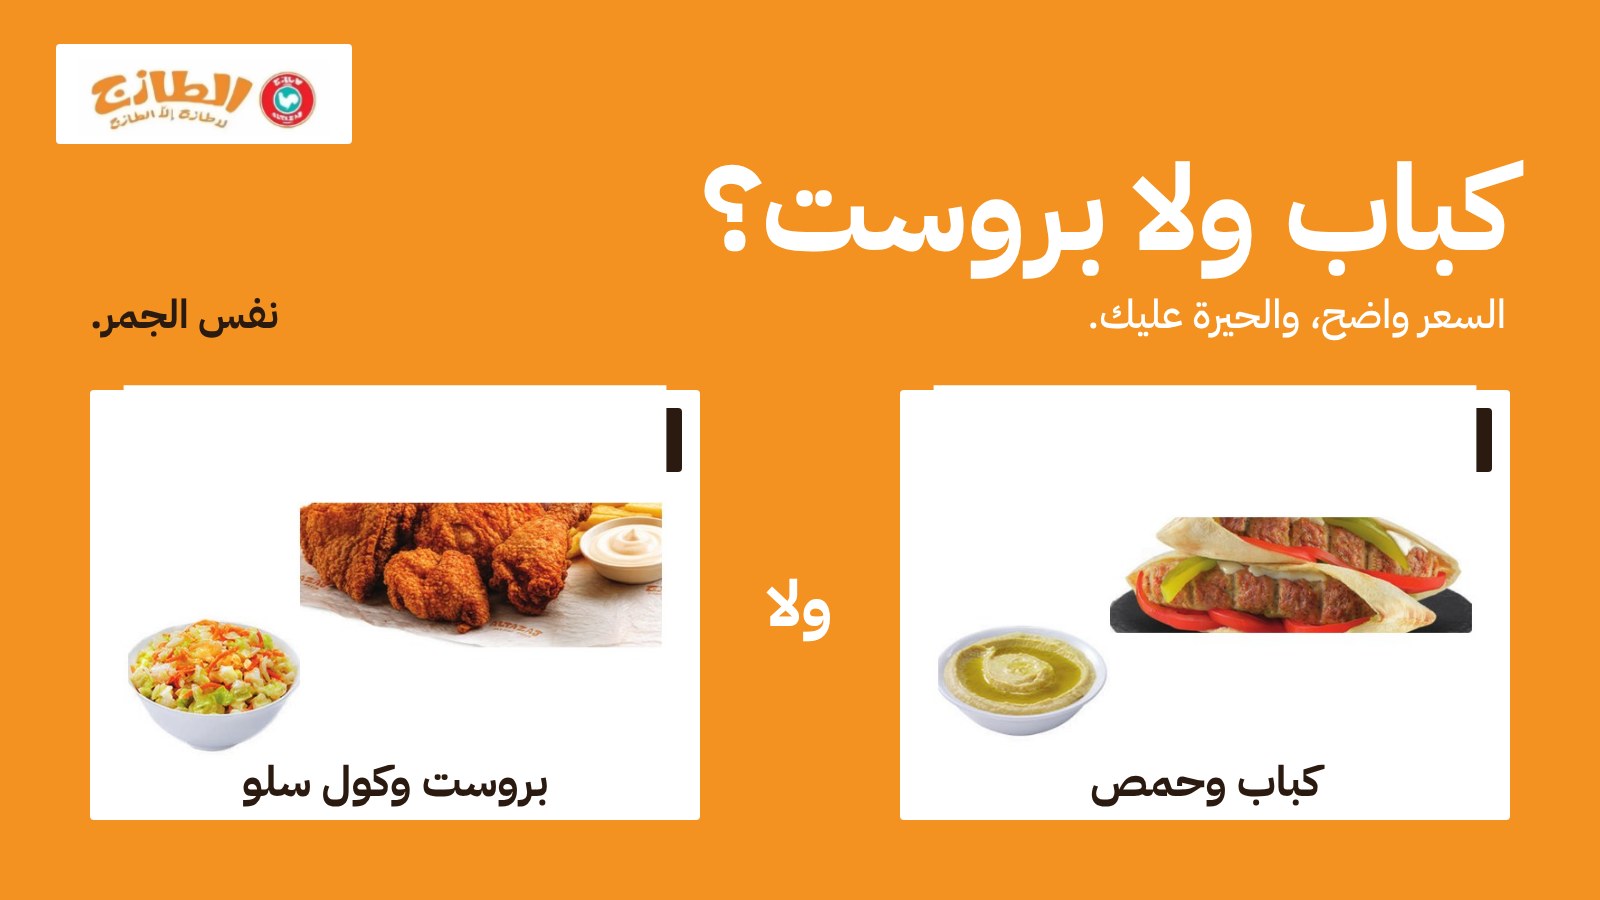 الطازج
لا طازج إلا الطازج
كباب ولا بروست؟
السعر واضح، والحيرة عليك.
نفس الجمر.
كباب وحمص
ولا
بروست وكول سلو